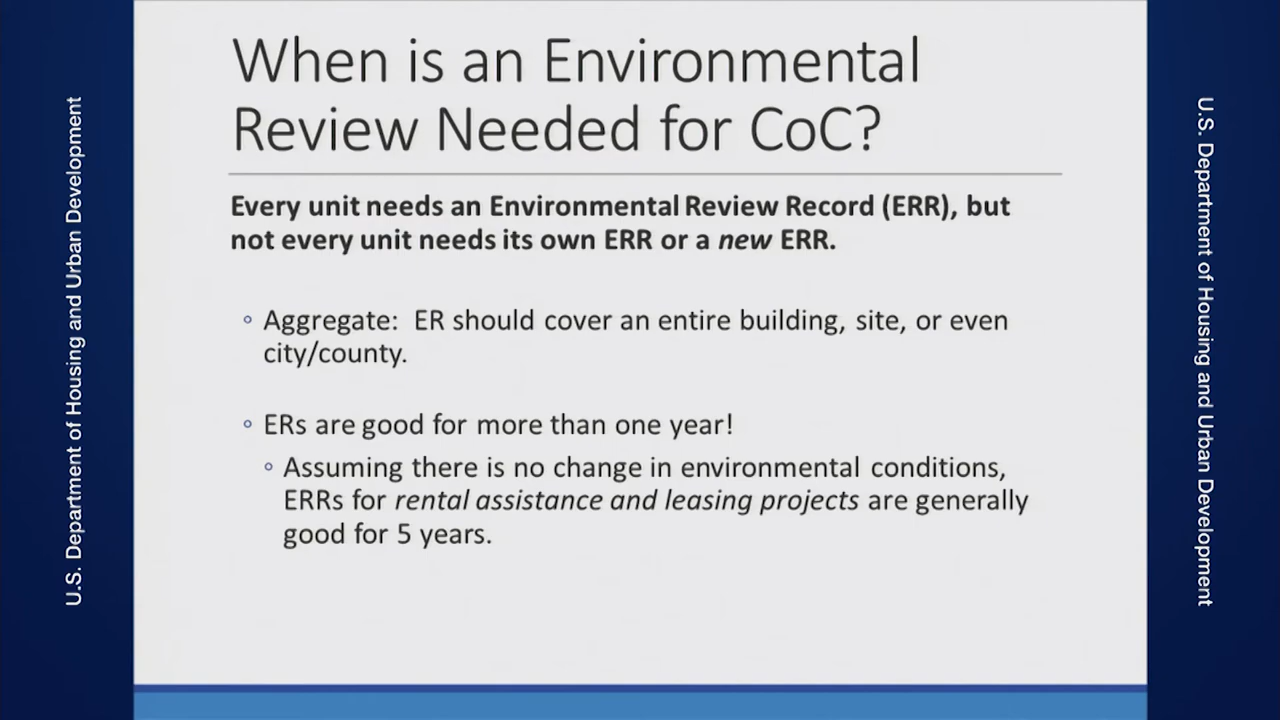 When is an Environmental
Review Needed for CoC?
Every unit needs an Environmental Review Record (ERR), but
not every unit needs its own ERR or a new ERR.
◦ Aggregate: ER should cover an entire building, site, or even
city/county.
◦ ERs are good for more than one year!
◦ Assuming there is no change in environmental conditions,
ERRs for rental assistance and leasing projects are generally
good for 5 years.
U.S. Department of Housing and Urban Development
U.S. Department of Housing and Urban Development